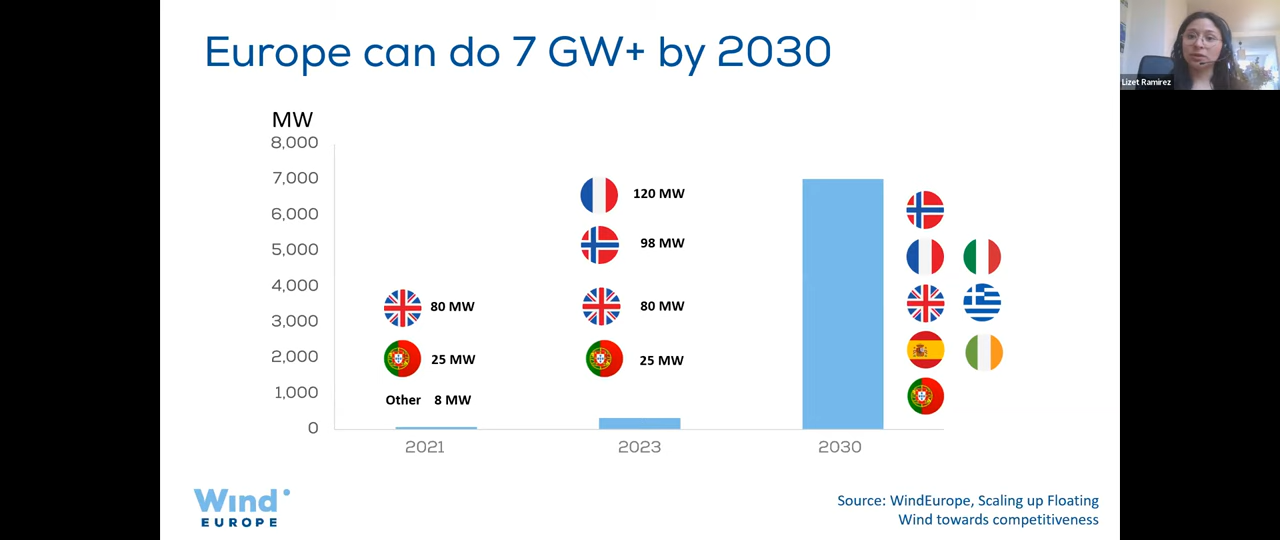 Europe can do 7 GW+ by 2030
Lizet Ramirez
MW
8,000
7,000
6,000
5,000
4,000
3,000
2,000
1,000
0
80 MW
25 MW
Other 8 MW
120 MW
98 MW
80 MW
25 MW
2021
2023
2030
Wind
EUROPE
Source: WindEurope, Scaling up Floating
Wind towards competitiveness